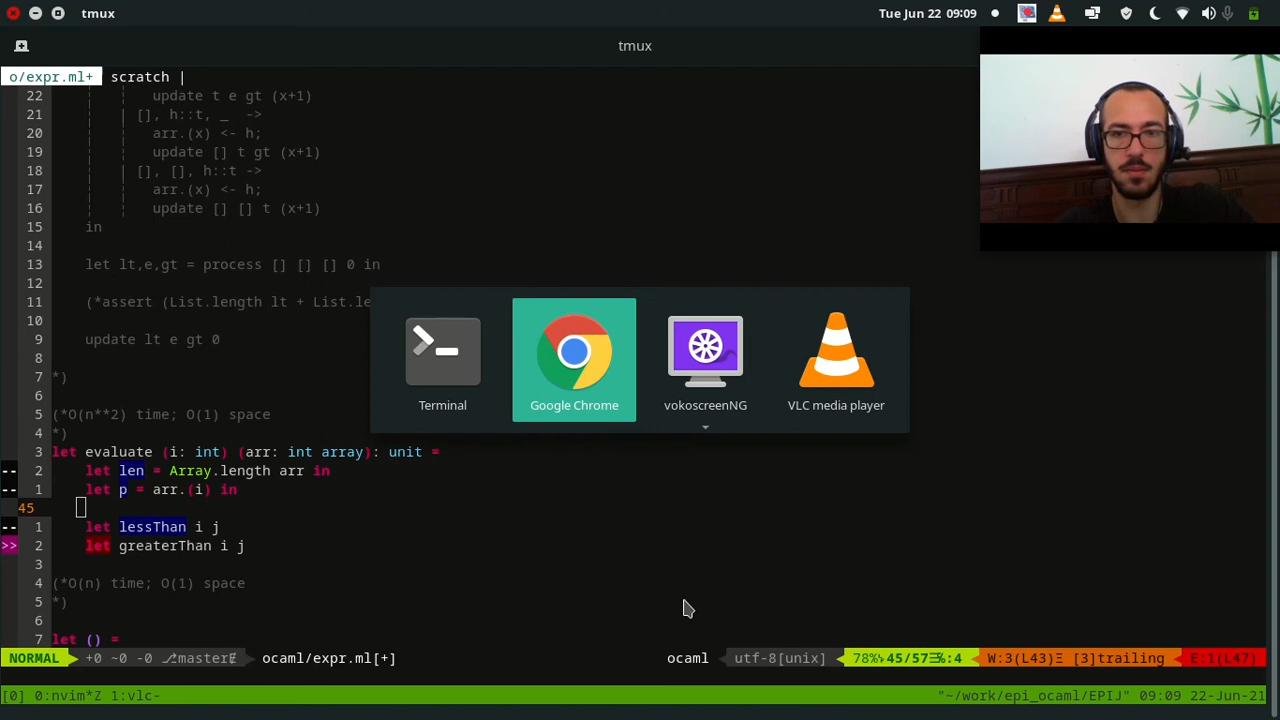 tmux
Tue Jun 22 09:09
tmux
o/expr.ml+ scratch |
22 update t e gt (x+1)
21 | [], h::t, _ ->
20 arr.(x) <- h;
19 update [] t gt (x+1)
18 | [], [], h::t ->
17 arr.(x) <- h;
16 update [] [] t (x+1)
15 in
14
13 let lt,e,gt = process [] [] [] 0 in
12
11 (*assert (List.length lt + List.le
10
9 update lt e gt 0
8
7 *)
6
5 (*O(n**2) time; O(1) space
4 *)
3 let evaluate (i: int) (arr: int array): unit =
-- 2 let len = Array.length arr in
-- 1 let p = arr.(i) in
45
-- 1 let lessThan i j
>> 2 let greaterThan i j
3
4 (*O(n) time; O(1) space
5 *)
6
7 let () =
Terminal
Google Chrome
vokoscreenNG
VLC media player
NORMAL +0 ~0 -0 master ocaml/expr.ml[+] ocaml utf-8[unix] 78% 45/57 :4 W:3(L43) [3]trailing E:1(L47)
[0] 0:nvim*Z 1:vlc- "~/work/epi_ocaml/EPIJ" 09:09 22-Jun-21